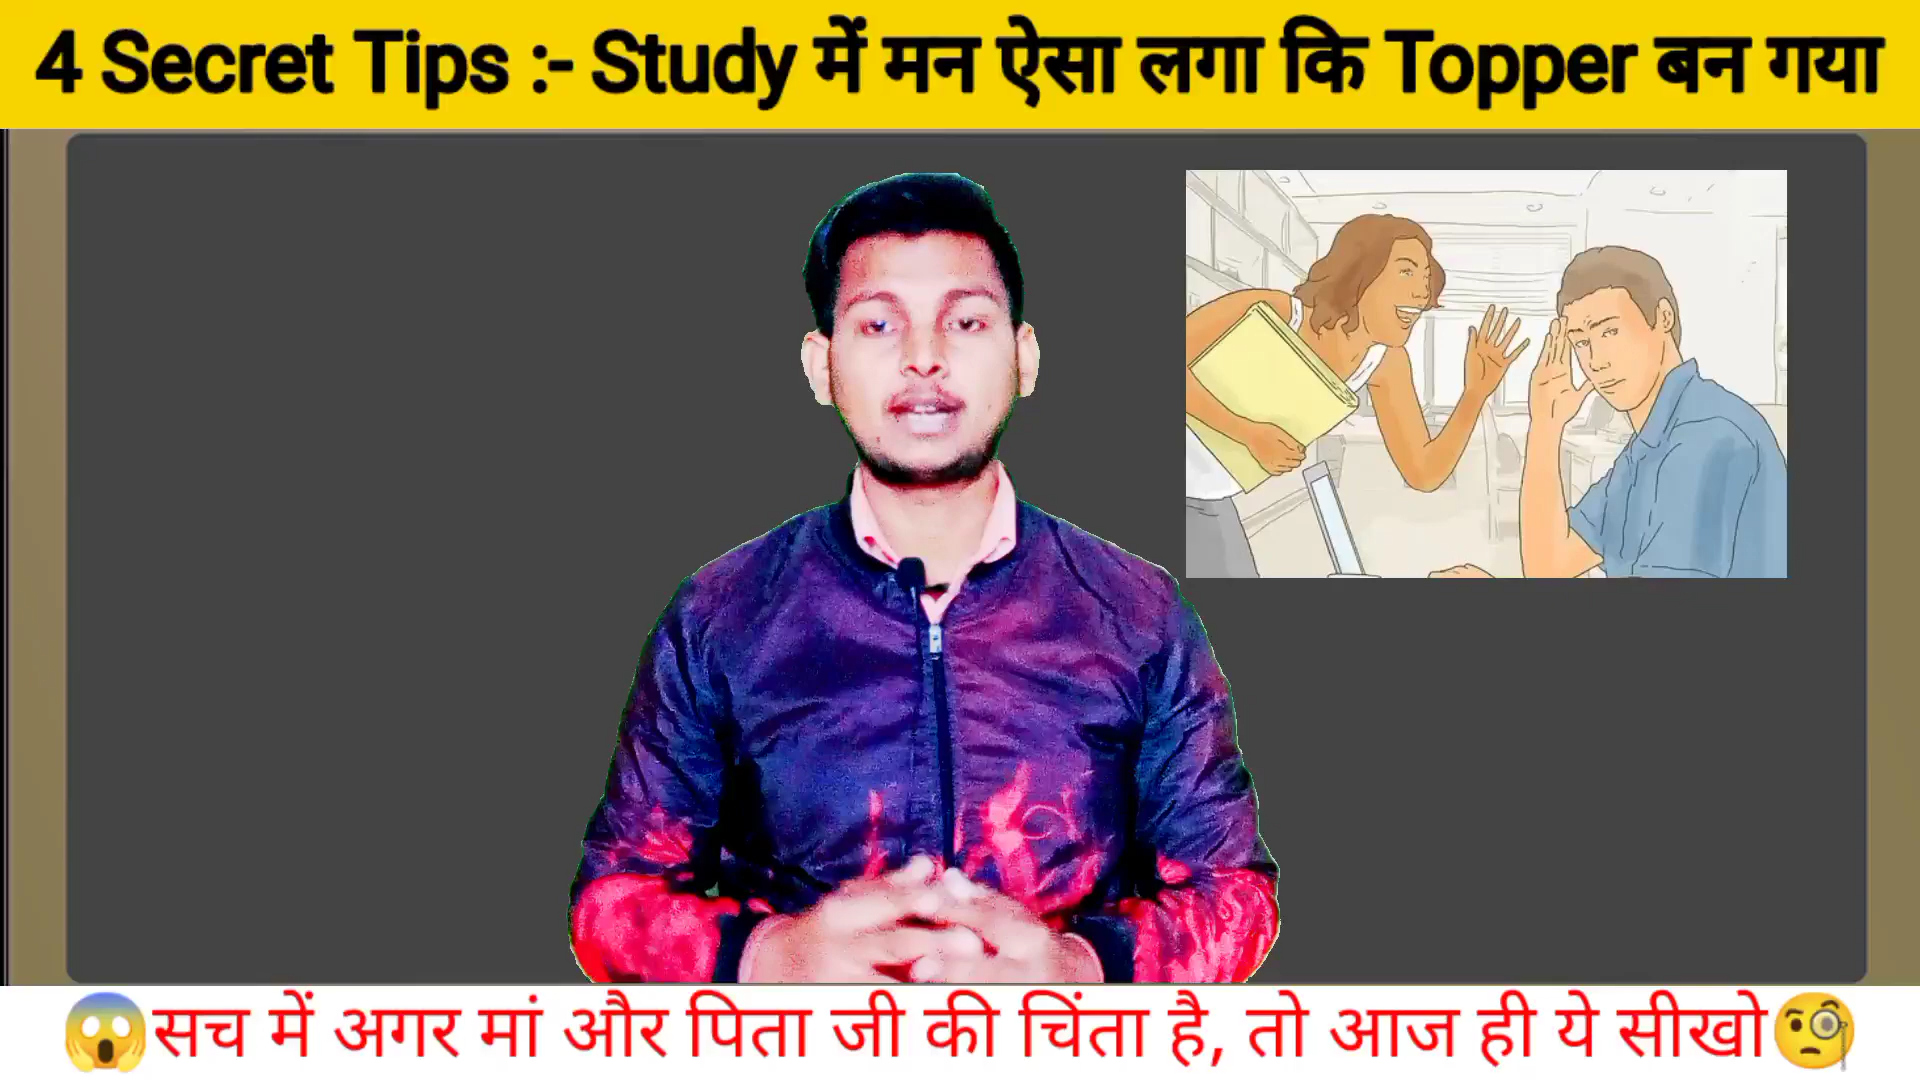 4 Secret Tips :- Study में मन ऐसा लगा कि Topper बन गया
😱सच में अगर मां और पिता जी की चिंता है, तो आज ही ये सीखो🧐